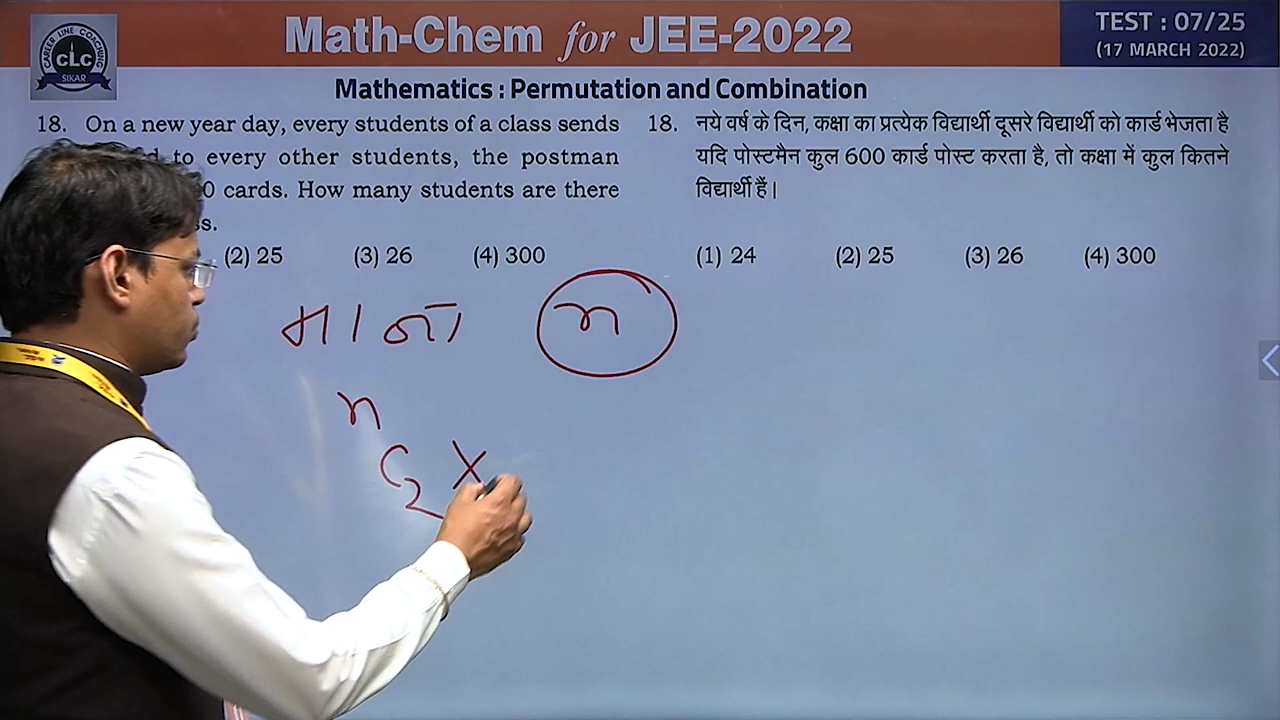 CAREER LINE COACHING
CLC
SIKAR
Math-Chem for JEE-2022
TEST : 07/25
(17 MARCH 2022)
Mathematics : Permutation and Combination
18. On a new year day, every students of a class sends
to every other students, the postman
0 cards. How many students are there
ss.
(2) 25 (3) 26 (4) 300
18. नये वर्ष के दिन, कक्षा का प्रत्येक विद्यार्थी दूसरे विद्यार्थी को कार्ड भेजता है
यदि पोस्टमैन कुल 600 कार्ड पोस्ट करता है, तो कक्षा में कुल कितने
विद्यार्थी हैं।
(1) 24 (2) 25 (3) 26 (4) 300
माना n
n
C2 ×